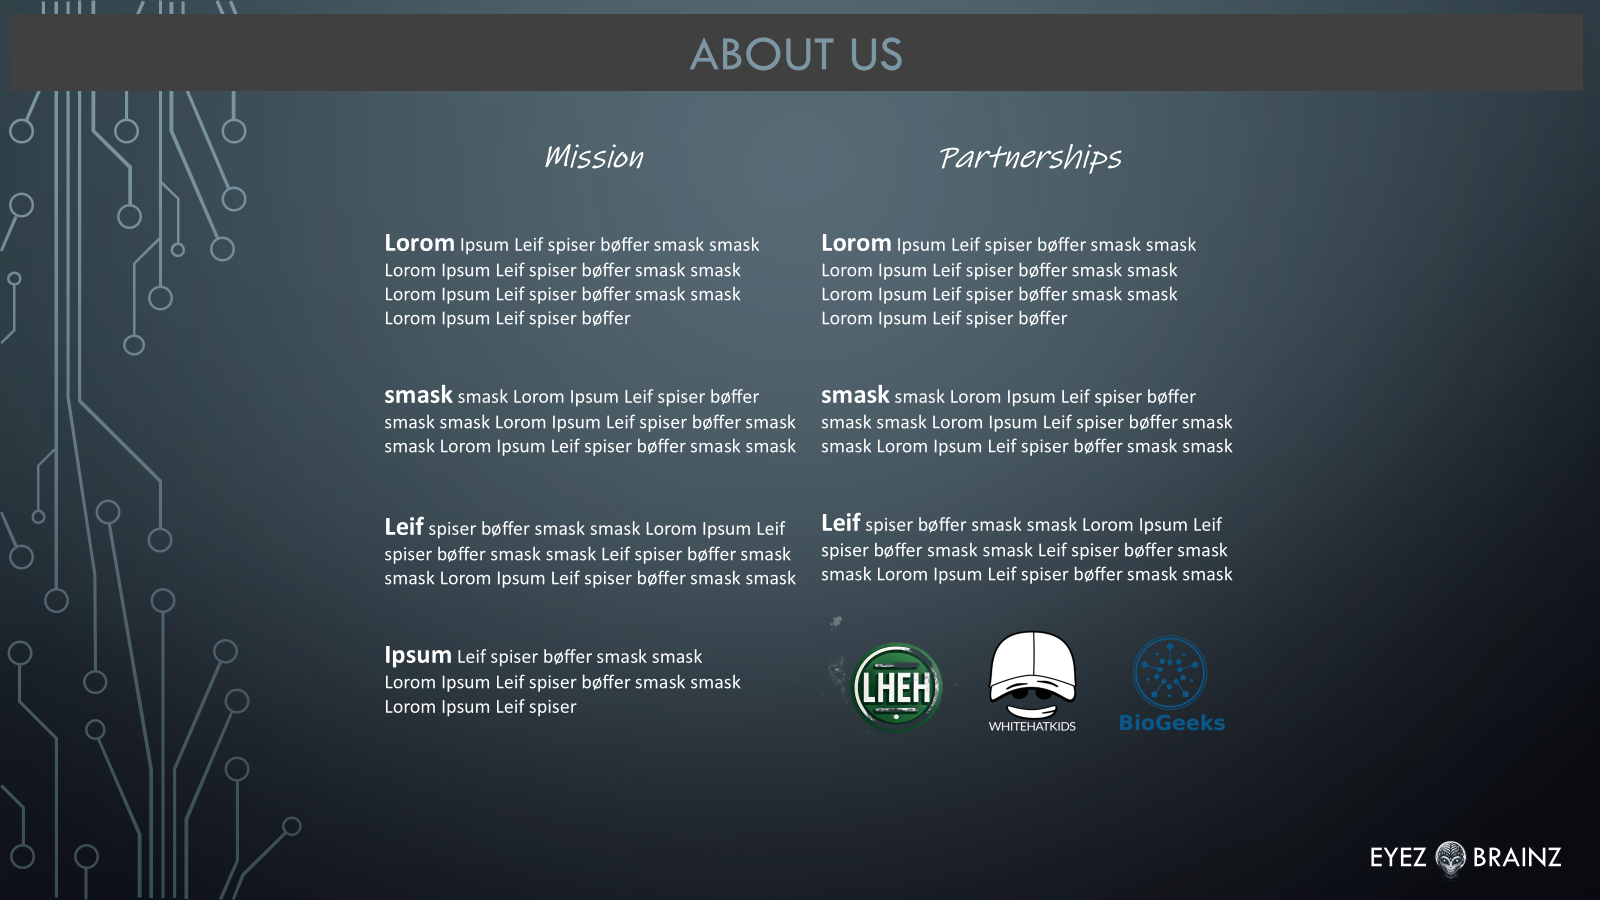 ABOUT US
Mission
Lorom Ipsum Leif spiser bøffer smask smask
Lorom Ipsum Leif spiser bøffer smask smask
Lorom Ipsum Leif spiser bøffer smask smask
Lorom Ipsum Leif spiser bøffer
smask smask Lorom Ipsum Leif spiser bøffer
smask smask Lorom Ipsum Leif spiser bøffer smask
smask Lorom Ipsum Leif spiser bøffer smask smask
Leif spiser bøffer smask smask Lorom Ipsum Leif
spiser bøffer smask smask Leif spiser bøffer smask
smask Lorom Ipsum Leif spiser bøffer smask smask
Ipsum Leif spiser bøffer smask smask
Lorom Ipsum Leif spiser bøffer smask smask
Lorom Ipsum Leif spiser
Partnerships
Lorom Ipsum Leif spiser bøffer smask smask
Lorom Ipsum Leif spiser bøffer smask smask
Lorom Ipsum Leif spiser bøffer smask smask
Lorom Ipsum Leif spiser bøffer
smask smask Lorom Ipsum Leif spiser bøffer
smask smask Lorom Ipsum Leif spiser bøffer smask
smask Lorom Ipsum Leif spiser bøffer smask smask
Leif spiser bøffer smask smask Lorom Ipsum Leif
spiser bøffer smask smask Leif spiser bøffer smask
smask Lorom Ipsum Leif spiser bøffer smask smask
LHEH
WHITEHATKIDS
BioGeeks
EYEZ BRAINZ